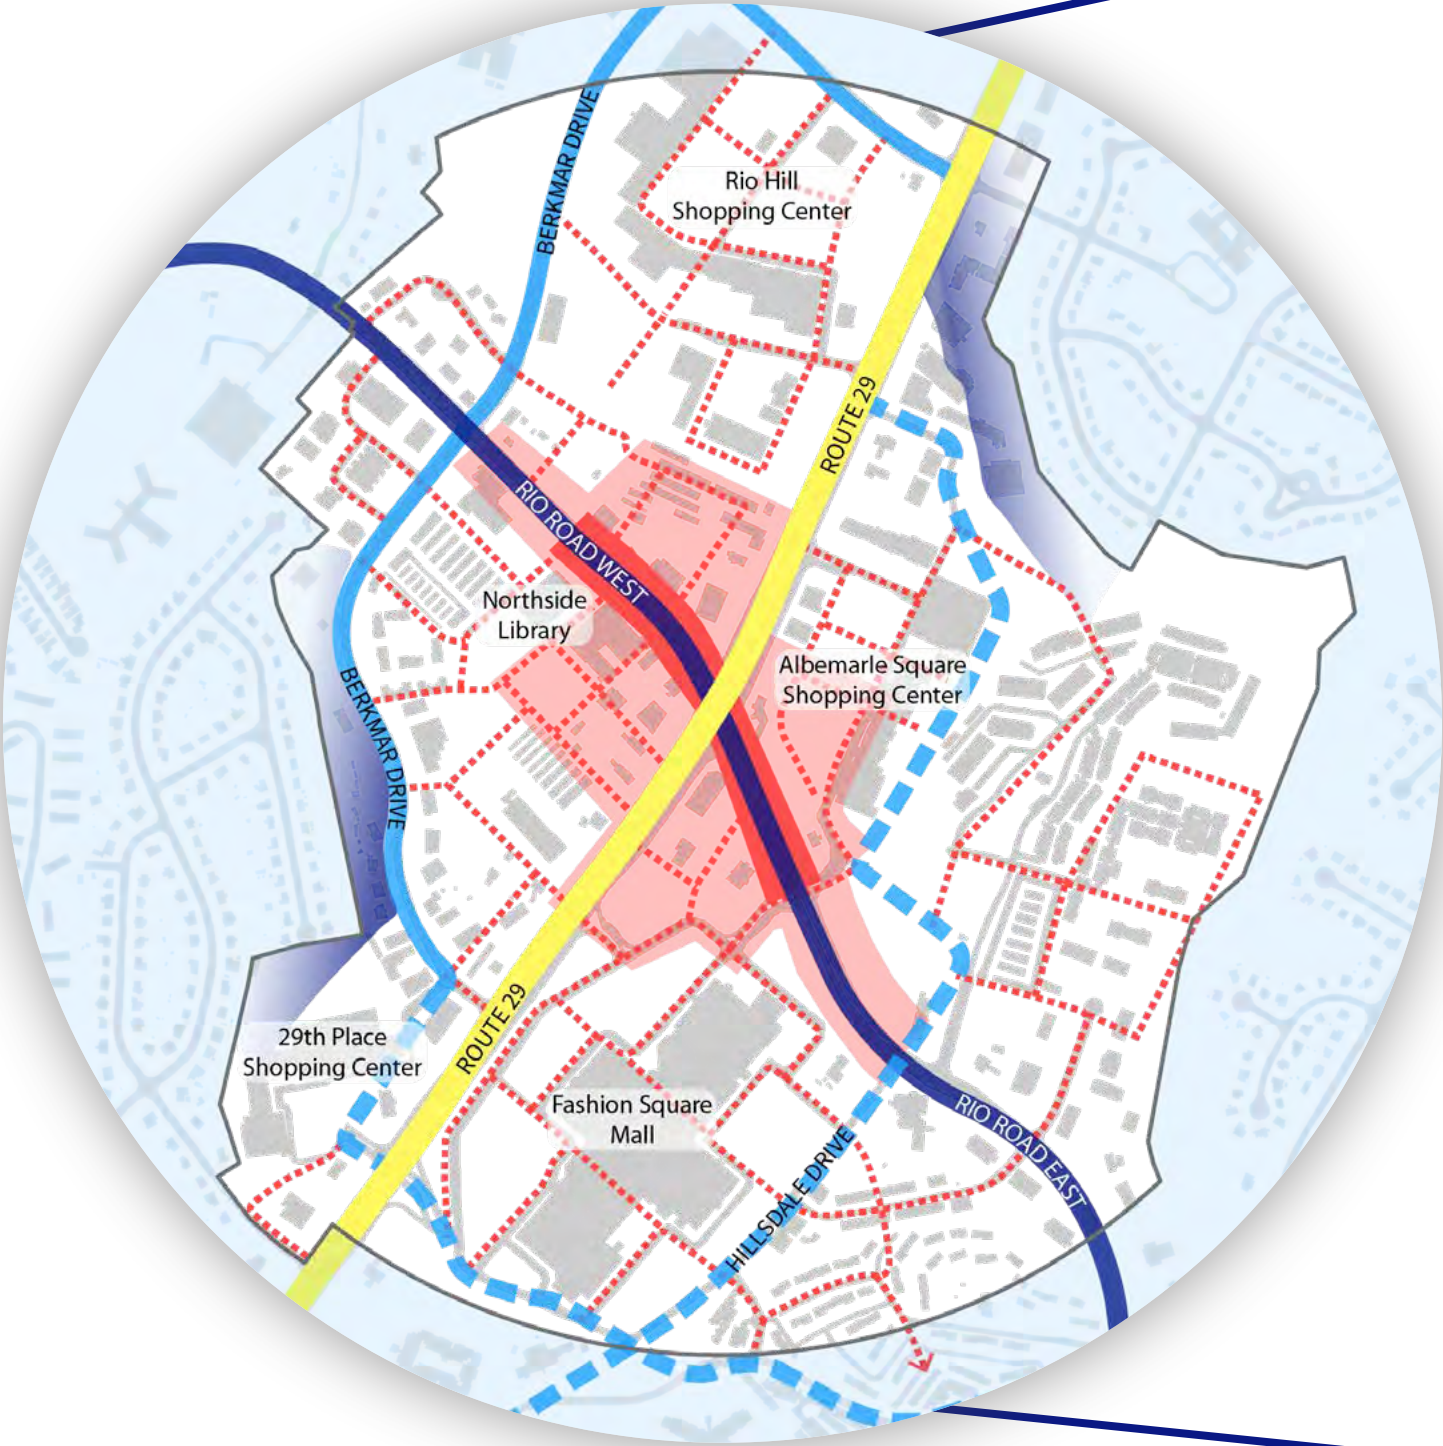 BERKMAR DRIVE
Rio Hill
Shopping Center
ROUTE 29
RIO ROAD WEST
Northside
Library
Albemarle Square
Shopping Center
BERKMAR DRIVE
ROUTE 29
29th Place
Shopping Center
Fashion Square
Mall
RIO ROAD EAST
HILLSDALE DRIVE